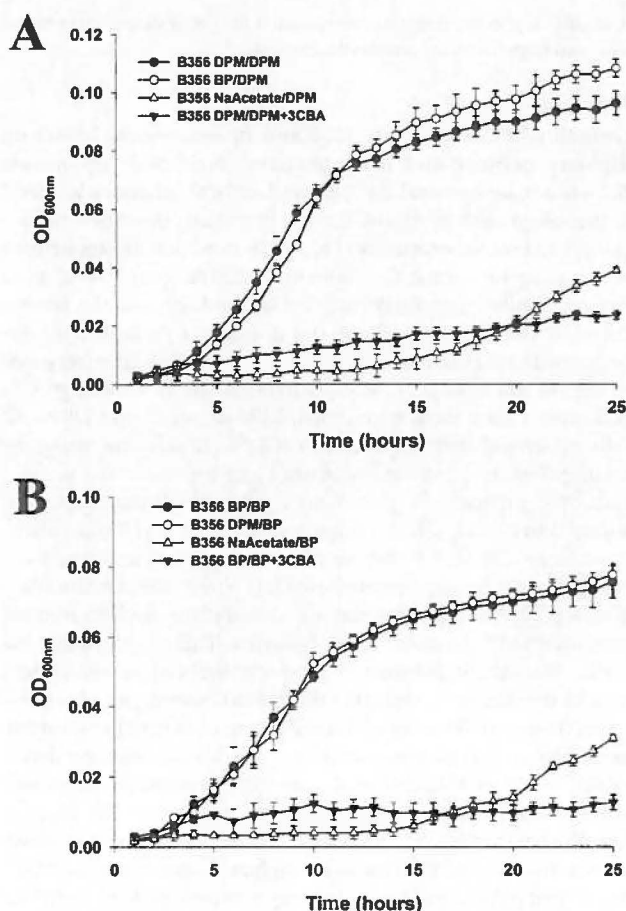 A
0.12
0.10
0.08
0.06
0.04
0.02
0.00
OD600nm
B356 DPM/DPM
B356 BP/DPM
B356 NaAcetate/DPM
B356 DPM/DPM+3CBA
0 5 10 15 20 25
Time (hours)
B
0.10
0.08
0.06
0.04
0.02
0.00
OD600nm
B356 BP/BP
B356 DPM/BP
B356 NaAcetate/BP
B356 BP/BP+3CBA
0 5 10 15 20 25
Time (hours)